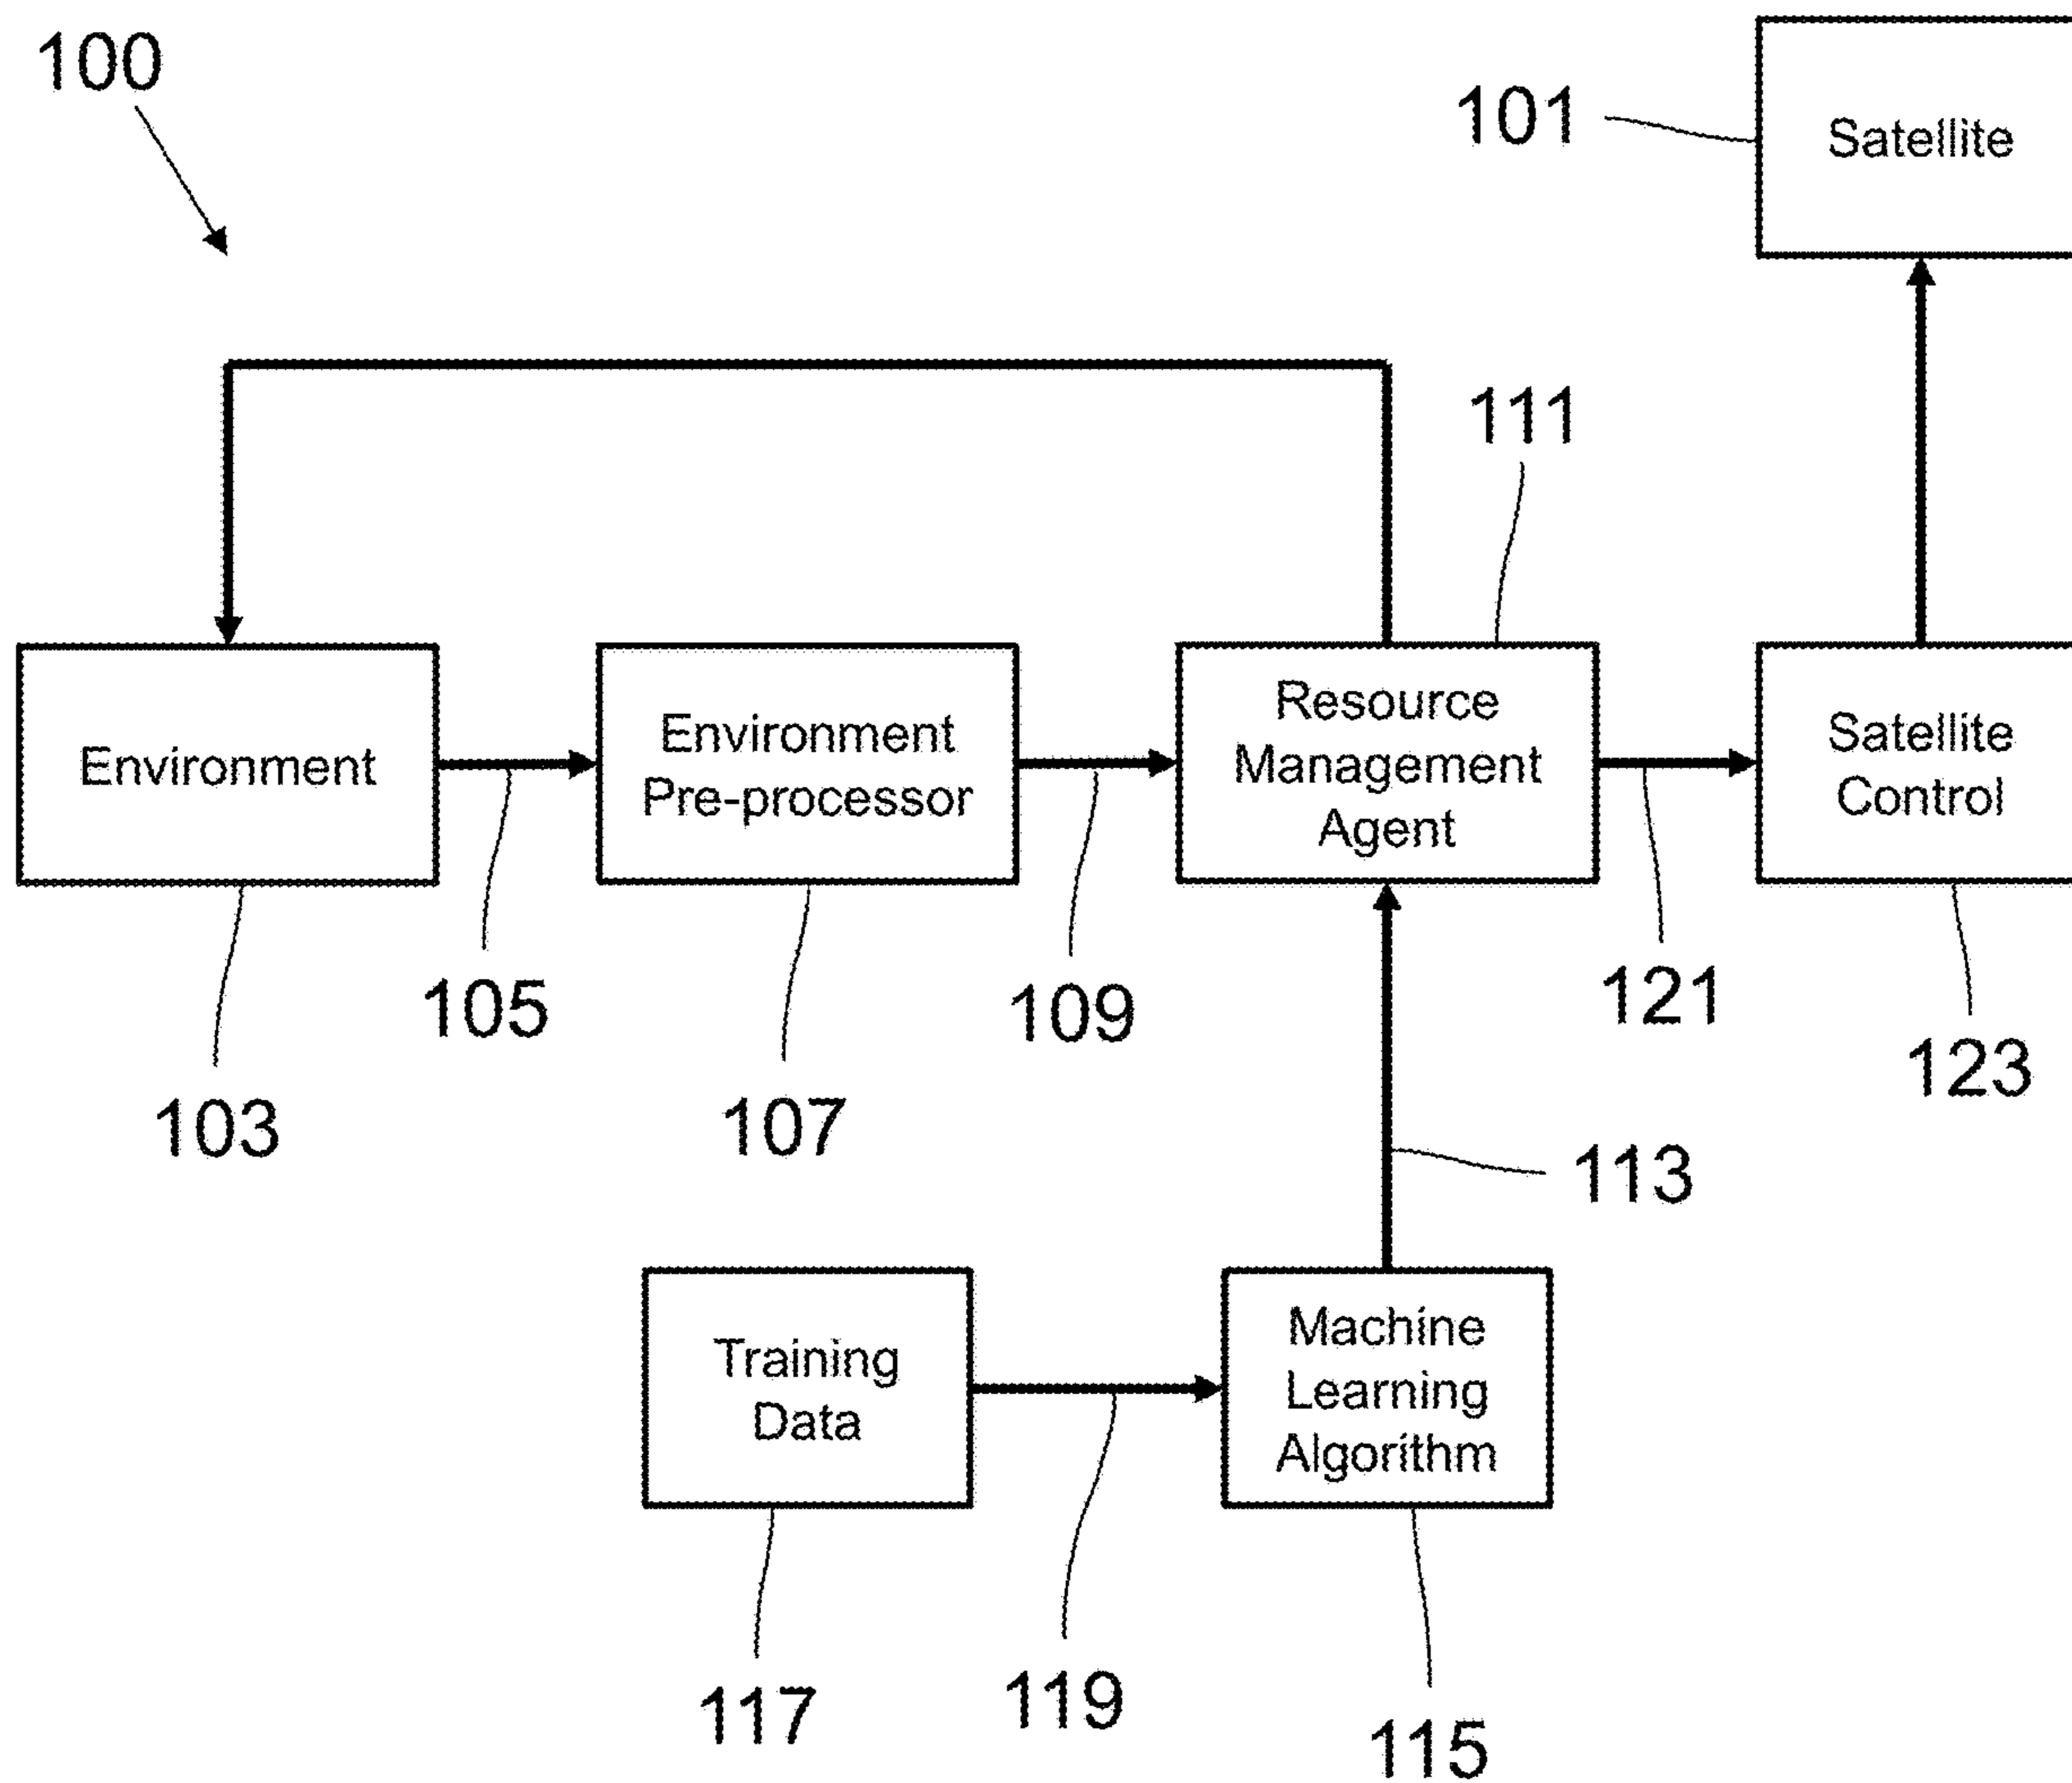 100
101
Satellite
111
Environment
Environment
Pre-processor
Resource
Management
Agent
Satellite
Control
105
109
121
123
103
107
113
Training
Data
Machine
Learning
Algorithm
117
119
115